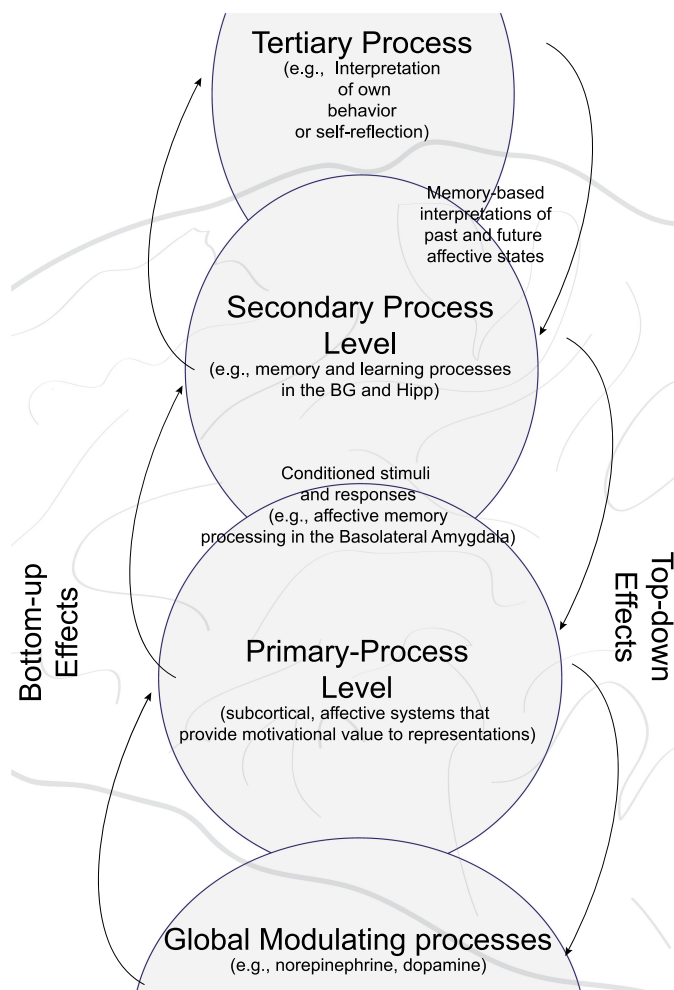 Tertiary Process
(e.g., Interpretation
of own
behavior
or self-reflection)
Memory-based
interpretations of
past and future
affective states
Secondary Process
Level
(e.g., memory and learning processes
in the BG and Hipp)
Conditioned stimuli
and responses
(e.g., affective memory
processing in the Basolateral Amygdala)
Bottom-up
Effects
Top-down
Effects
Primary-Process
Level
(subcortical, affective systems that
provide motivational value to representations)
Global Modulating processes
(e.g., norepinephrine, dopamine)